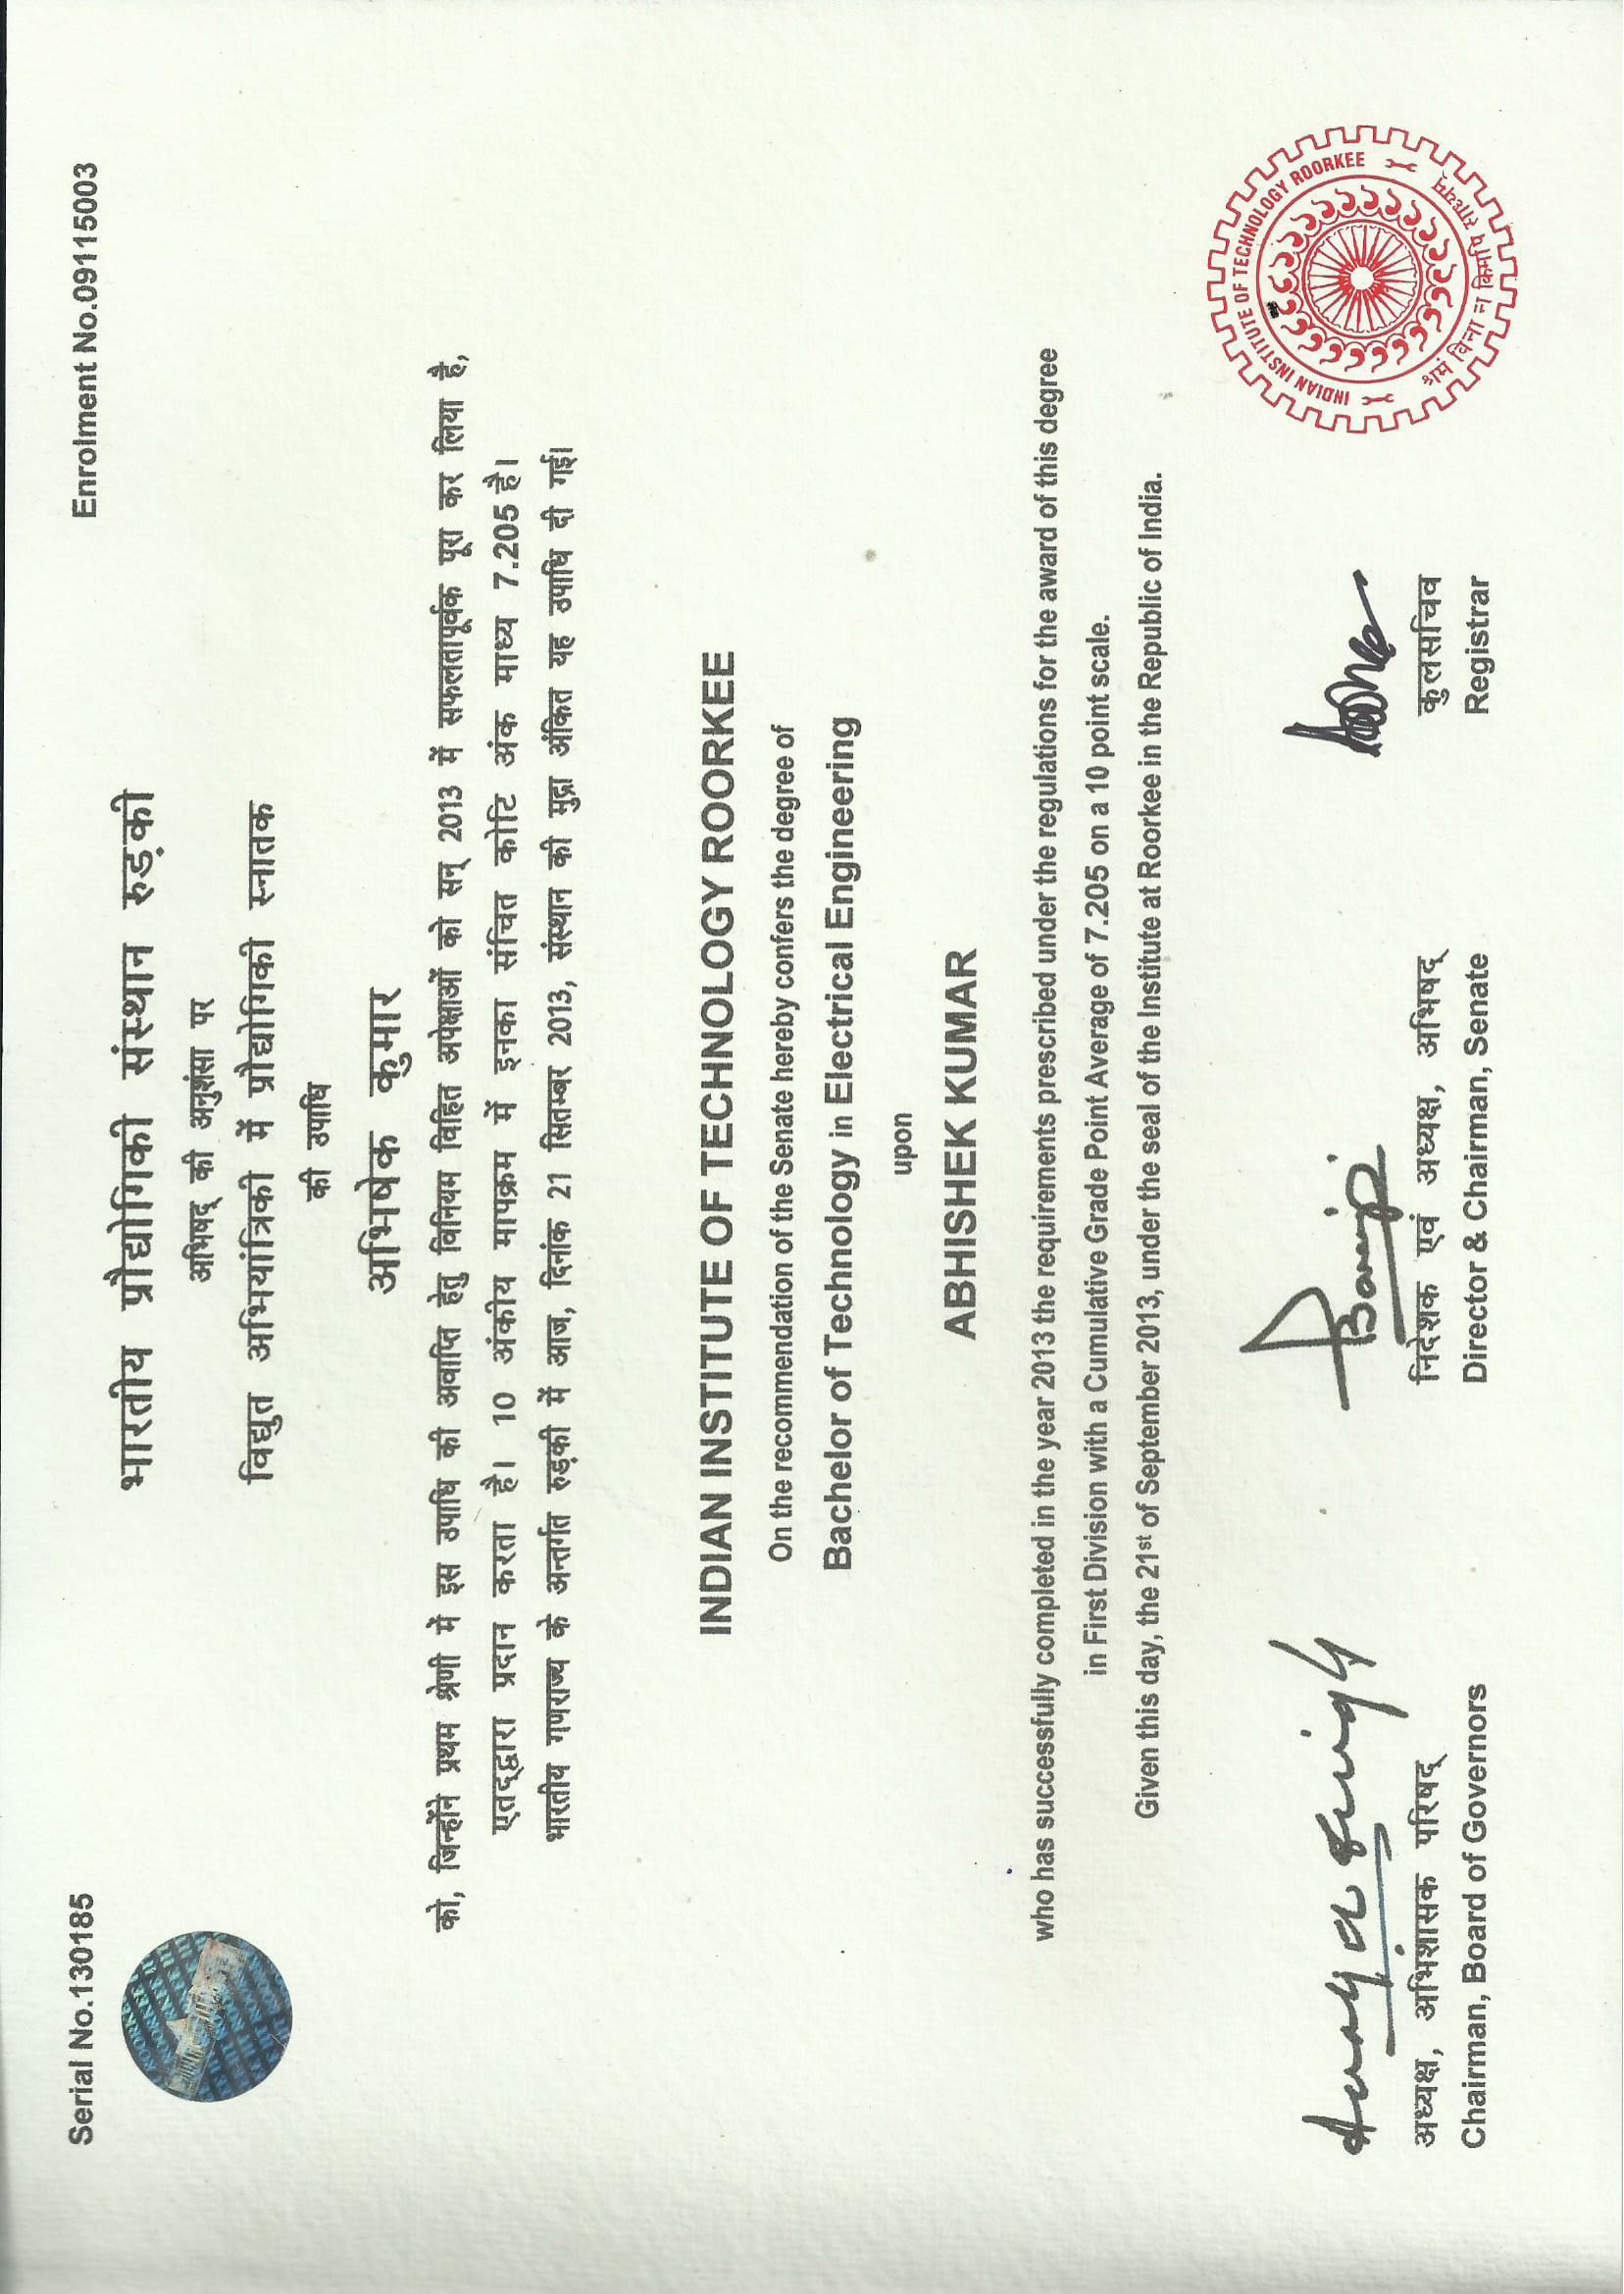 Serial No.130185
Enrolment No.09115003
भारतीय प्रौद्योगिकी संस्थान रुड़की
अभिषद् की अनुशंसा पर
विद्युत अभियांत्रिकी में प्रौद्योगिकी स्नातक
की उपाधि
अभिषेक कुमार
को, जिन्होंने प्रथम श्रेणी में इस उपाधि की अवाप्ति हेतु विनियम विहित अपेक्षाओं को सन् 2013 में सफलतापूर्वक पूरा कर लिया है,
एतद्द्वारा प्रदान करता है। 10 अंकीय मापक्रम में इनका संचित कोटि अंक माध्य 7.205 है।
भारतीय गणराज्य के अन्तर्गत रुड़की में आज, दिनांक 21 सितम्बर 2013, संस्थान की मुद्रा अंकित यह उपाधि दी गई।
INDIAN INSTITUTE OF TECHNOLOGY ROORKEE
On the recommendation of the Senate hereby confers the degree of
Bachelor of Technology in Electrical Engineering
upon
ABHISHEK KUMAR
who has successfully completed in the year 2013 the requirements prescribed under the regulations for the award of this degree
in First Division with a Cumulative Grade Point Average of 7.205 on a 10 point scale.
Given this day, the 21st of September 2013, under the seal of the Institute at Roorkee in the Republic of India.
INDIAN INSTITUTE OF TECHNOLOGY ROORKEE
श्रमं विना न किमपि साध्यम्
अध्यक्ष, अभिशासक परिषद्
Chairman, Board of Governors
निदेशक एवं अध्यक्ष, अभिषद्
Director & Chairman, Senate
कुलसचिव
Registrar